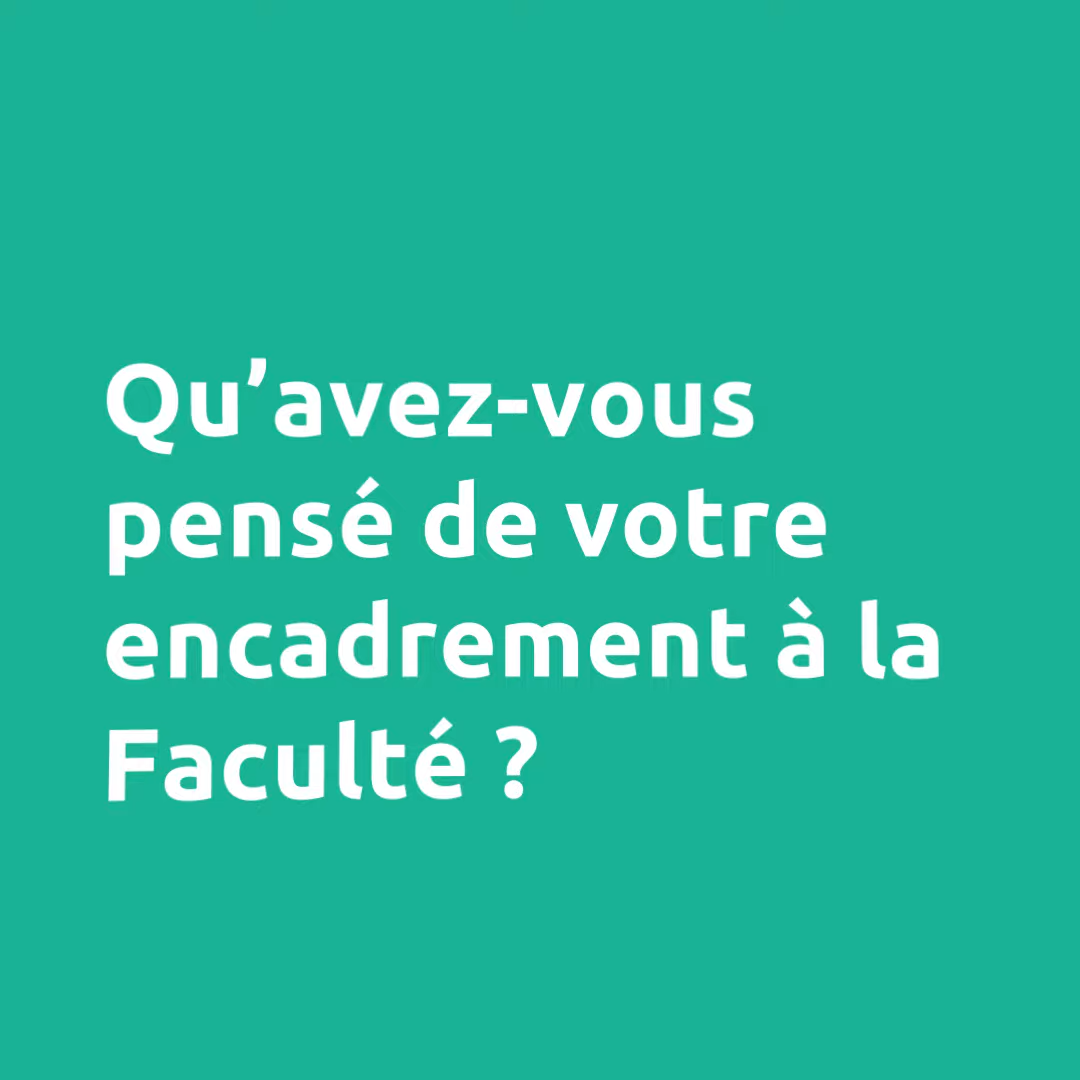 Qu’avez-vous
pensé de votre
encadrement à la
Faculté ?